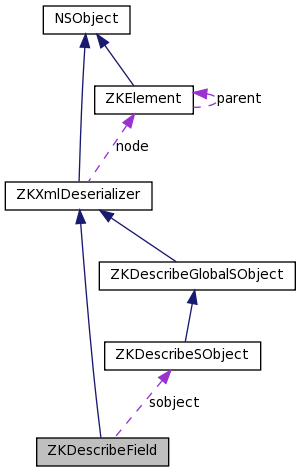 NSObject
ZKElement
parent
node
ZKXmlDeserializer
ZKDescribeGlobalSObject
ZKDescribeSObject
sobject
ZKDescribeField